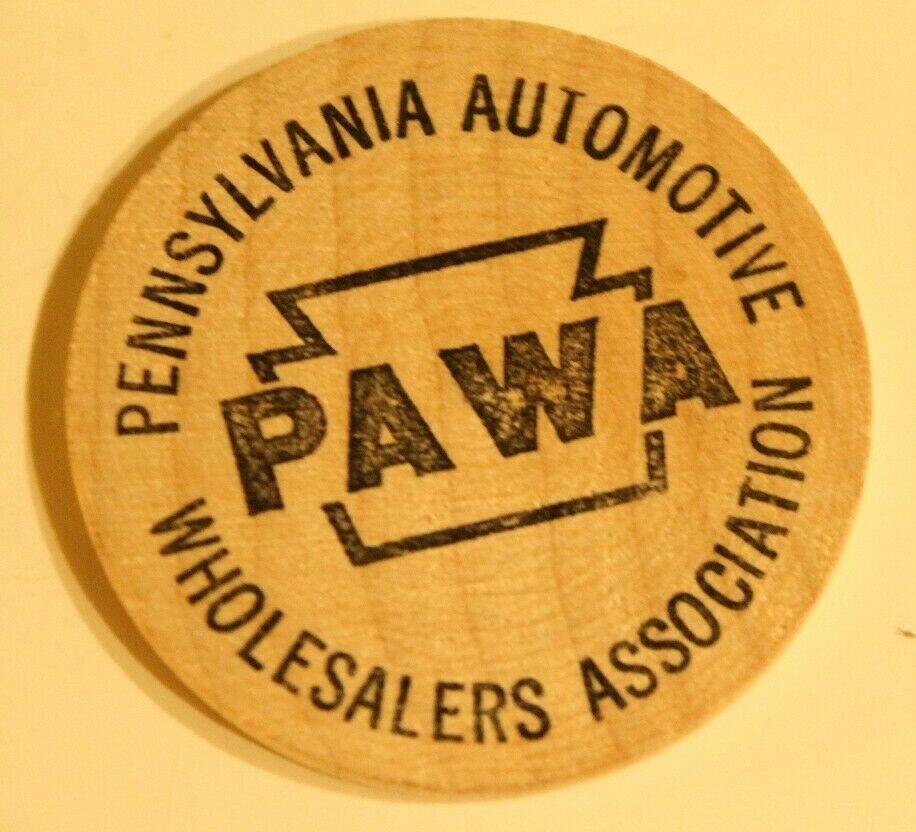 PENNSYLVANIA AUTOMOTIVE
PAWA
WHOLESALERS ASSOCIATION